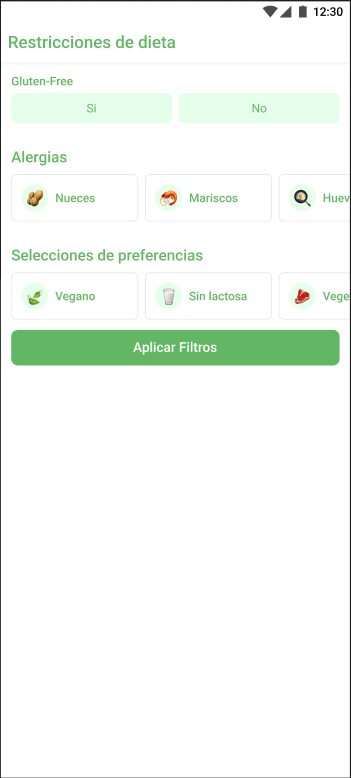 12:30
Restricciones de dieta
Gluten-Free
Si No
Alergias
Nueces Mariscos Huev
Selecciones de preferencias
Vegano Sin lactosa Vege
Aplicar Filtros